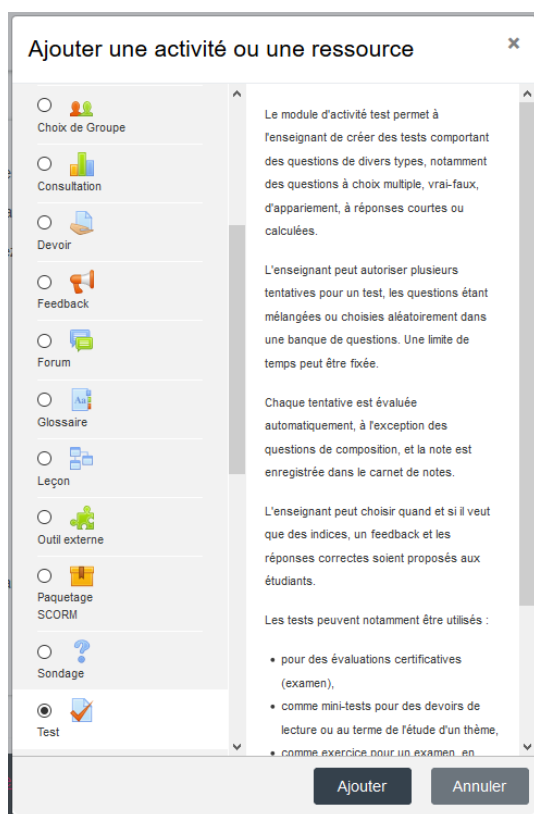 Ajouter une activité ou une ressource
×
Choix de Groupe
Consultation
Devoir
Feedback
Forum
Aa
Glossaire
Leçon
Outil externe
Paquetage
SCORM
Sondage
Test
Le module d'activité test permet à
l'enseignant de créer des tests comportant
des questions de divers types, notamment
des questions à choix multiple, vrai-faux,
d'appariement, à réponses courtes ou
calculées.
L'enseignant peut autoriser plusieurs
tentatives pour un test, les questions étant
mélangées ou choisies aléatoirement dans
une banque de questions. Une limite de
temps peut être fixée.
Chaque tentative est évaluée
automatiquement, à l'exception des
questions de composition, et la note est
enregistrée dans le carnet de notes.
L'enseignant peut choisir quand et si il veut
que des indices, un feedback et les
réponses correctes soient proposés aux
étudiants.
Les tests peuvent notamment être utilisés :
• pour des évaluations certificatives
(examen),
• comme mini-tests pour des devoirs de
lecture ou au terme de l'étude d'un thème,
• comme exercice pour un examen, en
Ajouter
Annuler